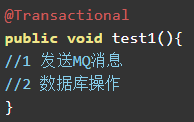 @Transactional
public void test1(){
//1 发送MQ消息
//2 数据库操作
}